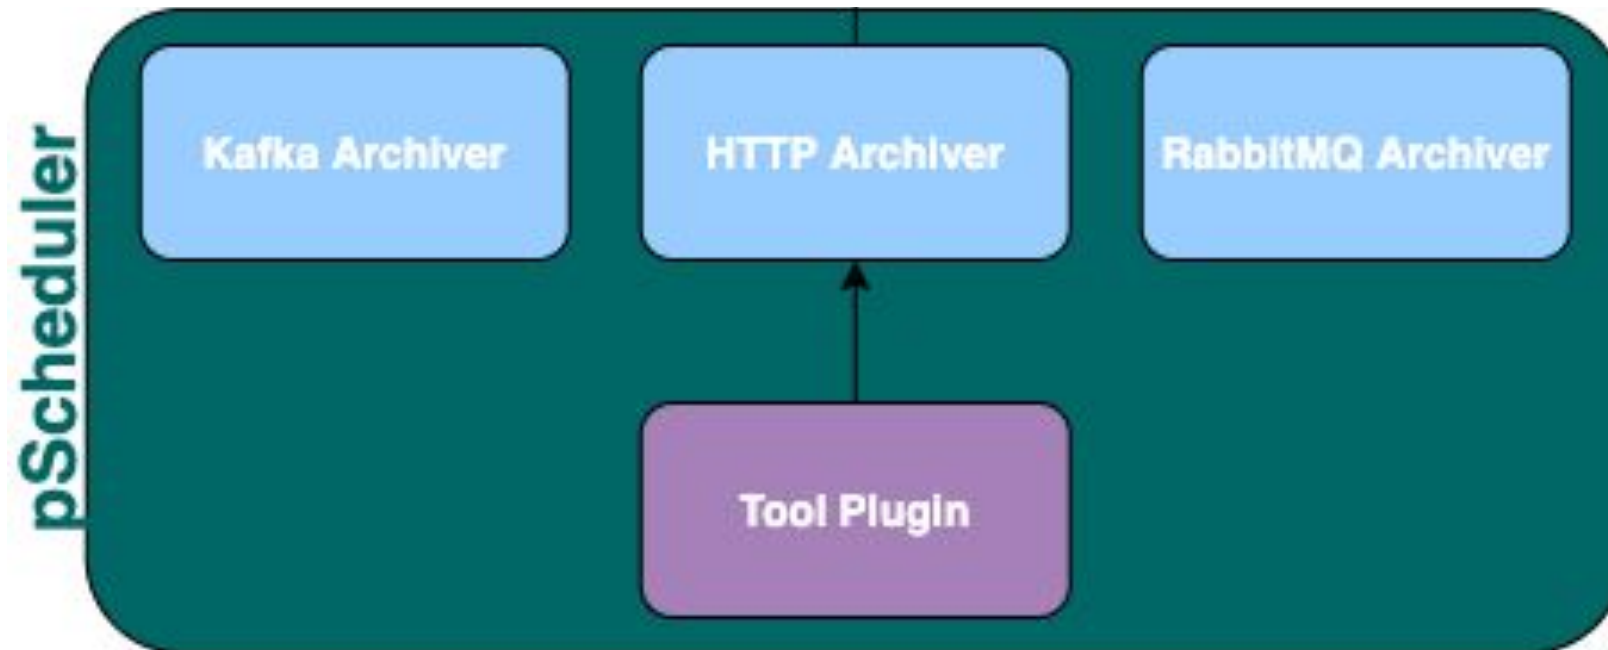 pScheduler
Kafka Archiver
HTTP Archiver
RabbitMQ Archiver
Tool Plugin